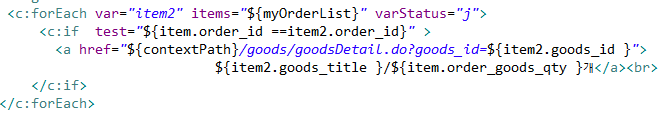 <c:forEach var="item2" items="${myOrderList}" varStatus="j">
<c:if  test="${item.order_id ==item2.order_id}" >
<a href="${contextPath}/goods/goodsDetail.do?goods_id=${item2.goods_id }">
${item2.goods_title }/${item.order_goods_qty }개</a><br>
</c:if>
</c:forEach>